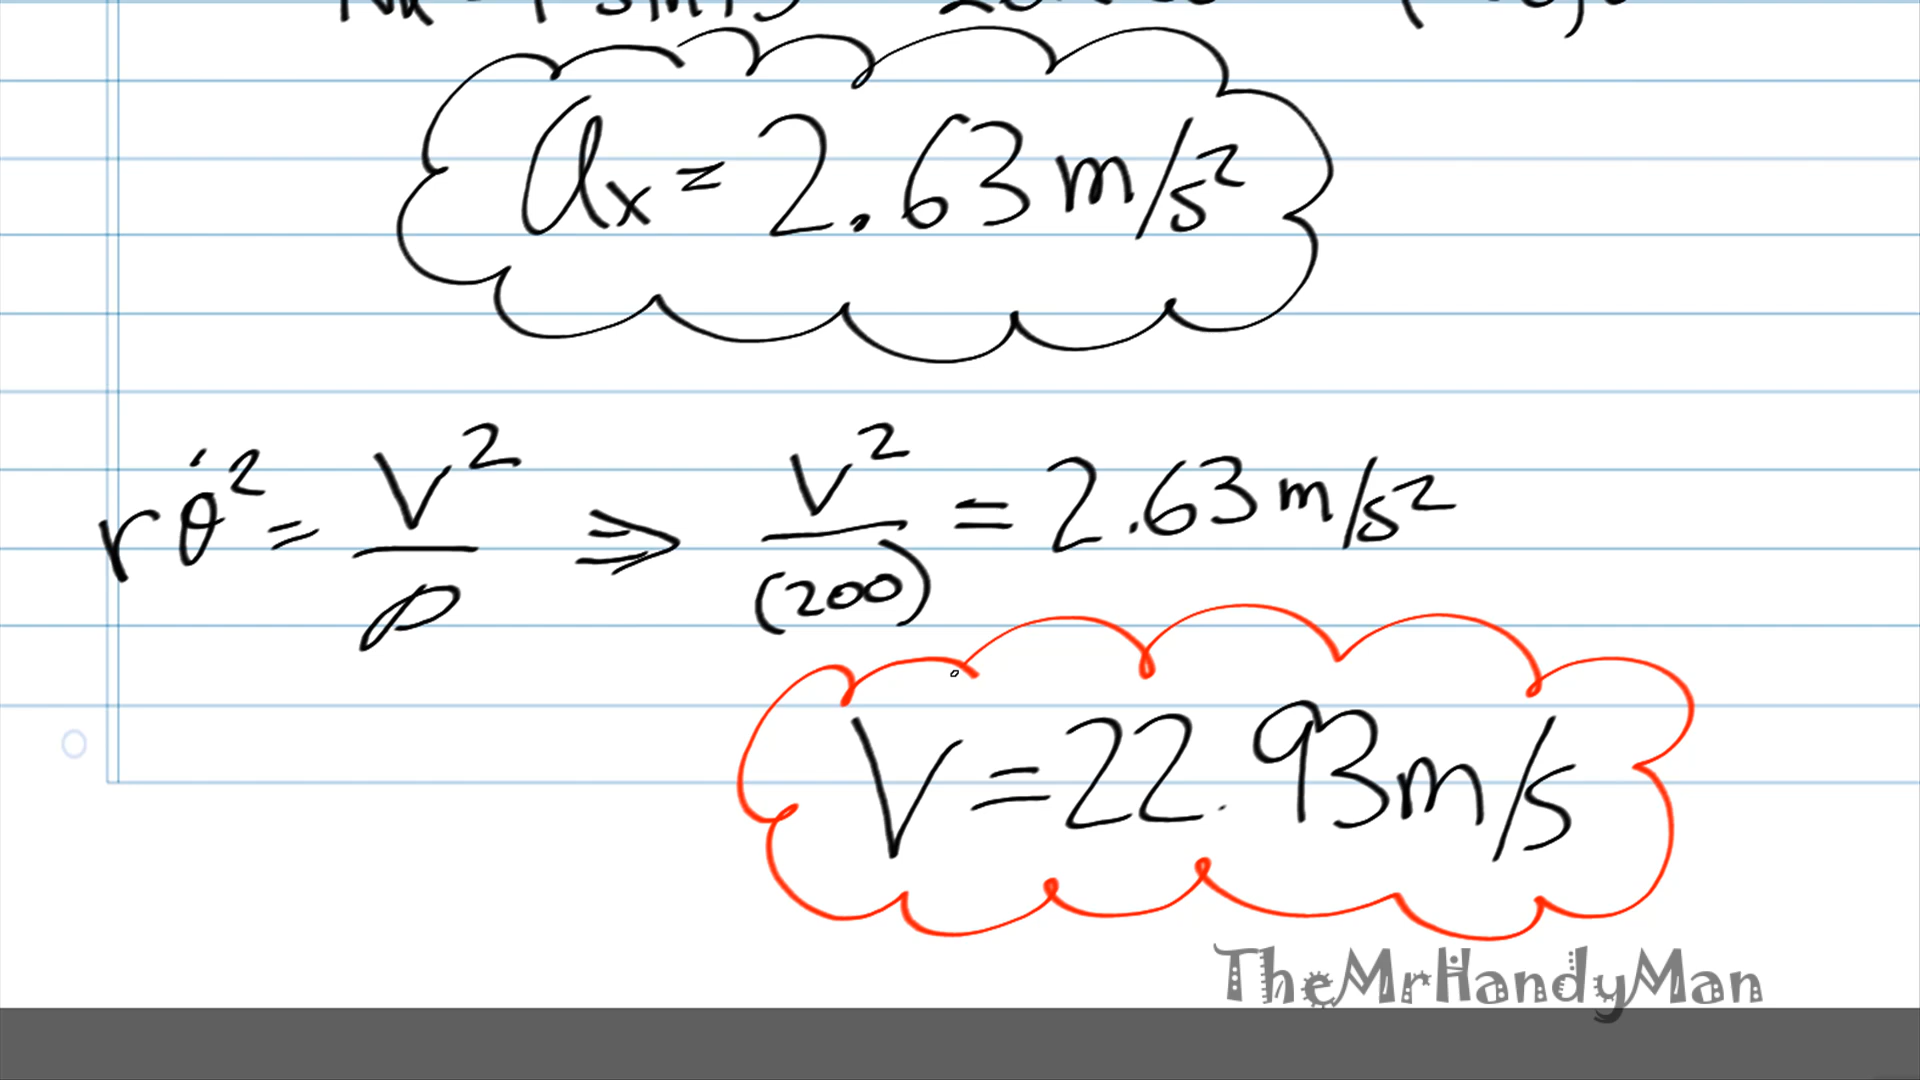 ax = 2.63 m/s²
rθ̇² = V²/ρ ⇒ V²/(200) = 2.63 m/s²
V = 22.93 m/s
TheMrHandyMan